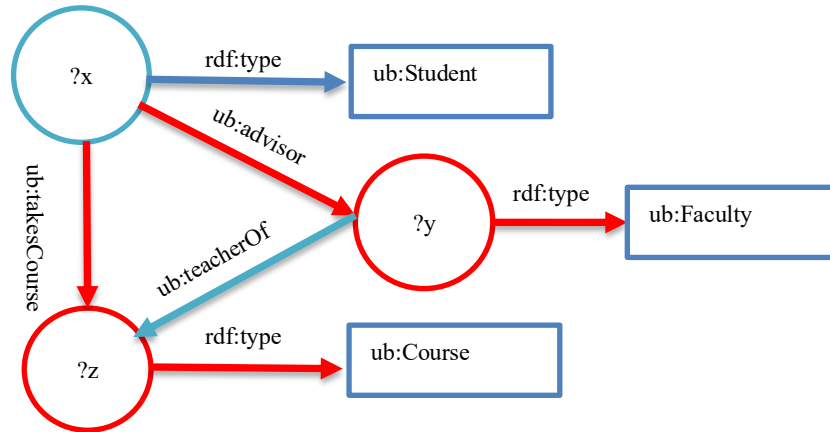 ?x
rdf:type
ub:Student
ub:advisor
ub:takesCourse
?y
rdf:type
ub:Faculty
ub:teacherOf
?z
rdf:type
ub:Course